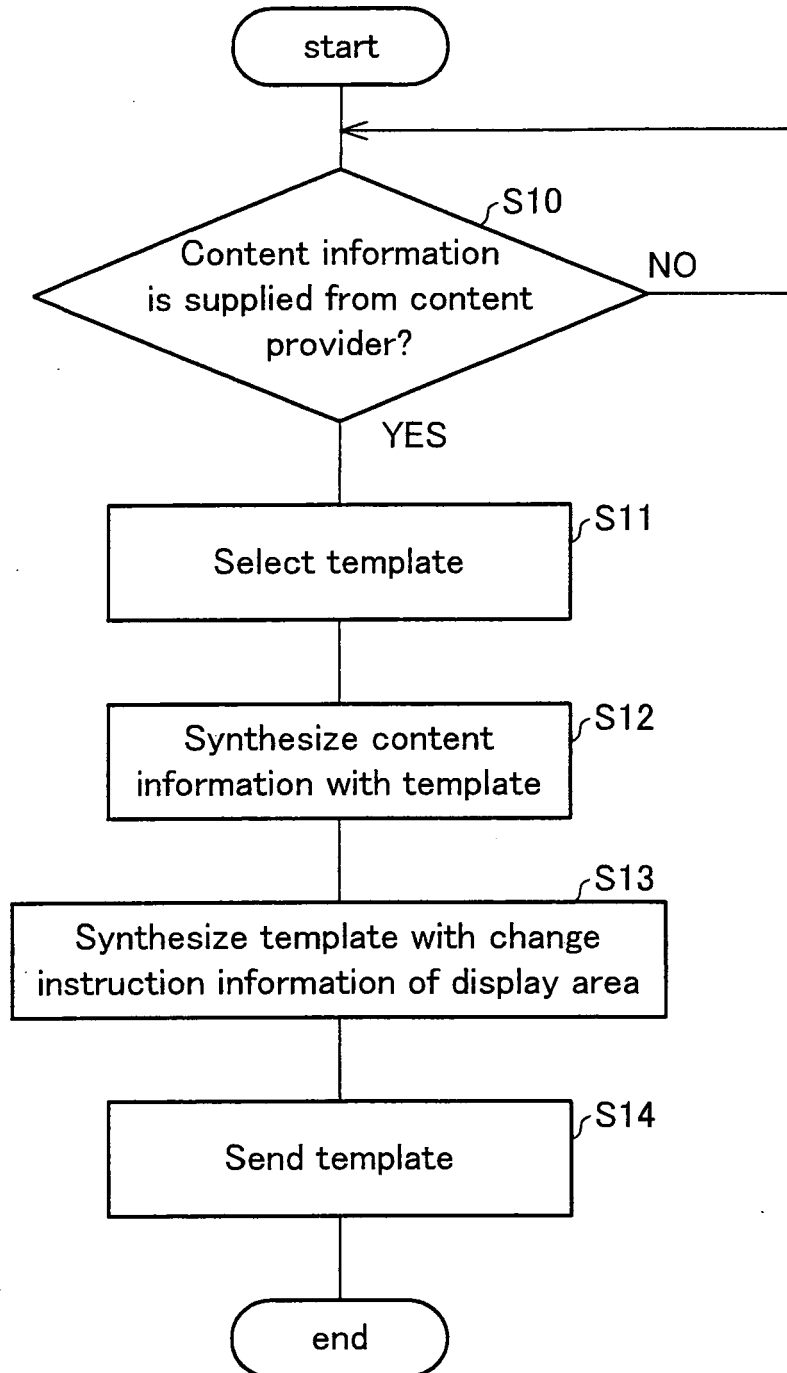 start
S10
Content information
is supplied from content
provider?
NO
YES
S11
Select template
S12
Synthesize content
information with template
S13
Synthesize template with change
instruction information of display area
S14
Send template
end